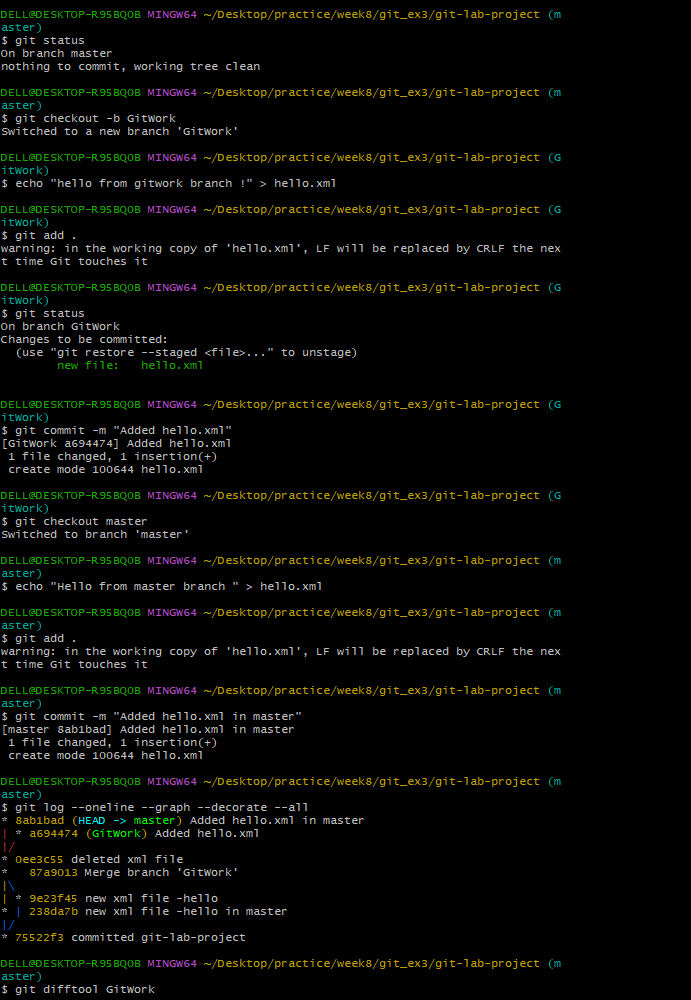 DELL@DESKTOP-R95BQ0B MINGW64 ~/Desktop/practice/week8/git_ex3/git-lab-project (m
aster)
$ git status
On branch master
nothing to commit, working tree clean

DELL@DESKTOP-R95BQ0B MINGW64 ~/Desktop/practice/week8/git_ex3/git-lab-project (m
aster)
$ git checkout -b GitWork
Switched to a new branch 'GitWork'

DELL@DESKTOP-R95BQ0B MINGW64 ~/Desktop/practice/week8/git_ex3/git-lab-project (G
itWork)
$ echo "hello from gitwork branch !" > hello.xml

DELL@DESKTOP-R95BQ0B MINGW64 ~/Desktop/practice/week8/git_ex3/git-lab-project (G
itWork)
$ git add .
warning: in the working copy of 'hello.xml', LF will be replaced by CRLF the nex
t time Git touches it

DELL@DESKTOP-R95BQ0B MINGW64 ~/Desktop/practice/week8/git_ex3/git-lab-project (G
itWork)
$ git status
On branch GitWork
Changes to be committed:
  (use "git restore --staged <file>..." to unstage)
        new file:   hello.xml


DELL@DESKTOP-R95BQ0B MINGW64 ~/Desktop/practice/week8/git_ex3/git-lab-project (G
itWork)
$ git commit -m "Added hello.xml"
[GitWork a694474] Added hello.xml
 1 file changed, 1 insertion(+)
 create mode 100644 hello.xml

DELL@DESKTOP-R95BQ0B MINGW64 ~/Desktop/practice/week8/git_ex3/git-lab-project (G
itWork)
$ git checkout master
Switched to branch 'master'

DELL@DESKTOP-R95BQ0B MINGW64 ~/Desktop/practice/week8/git_ex3/git-lab-project (m
aster)
$ echo "Hello from master branch " > hello.xml

DELL@DESKTOP-R95BQ0B MINGW64 ~/Desktop/practice/week8/git_ex3/git-lab-project (m
aster)
$ git add .
warning: in the working copy of 'hello.xml', LF will be replaced by CRLF the nex
t time Git touches it

DELL@DESKTOP-R95BQ0B MINGW64 ~/Desktop/practice/week8/git_ex3/git-lab-project (m
aster)
$ git commit -m "Added hello.xml in master"
[master 8ab1bad] Added hello.xml in master
 1 file changed, 1 insertion(+)
 create mode 100644 hello.xml

DELL@DESKTOP-R95BQ0B MINGW64 ~/Desktop/practice/week8/git_ex3/git-lab-project (m
aster)
$ git log --oneline --graph --decorate --all
* 8ab1bad (HEAD -> master) Added hello.xml in master
| * a694474 (GitWork) Added hello.xml
|/
* 0ee3c55 deleted xml file
*   87a9013 Merge branch 'GitWork'
|\
| * 9e23f45 new xml file -hello
* | 238da7b new xml file -hello in master
|/
* 75522f3 committed git-lab-project

DELL@DESKTOP-R95BQ0B MINGW64 ~/Desktop/practice/week8/git_ex3/git-lab-project (m
aster)
$ git difftool GitWork